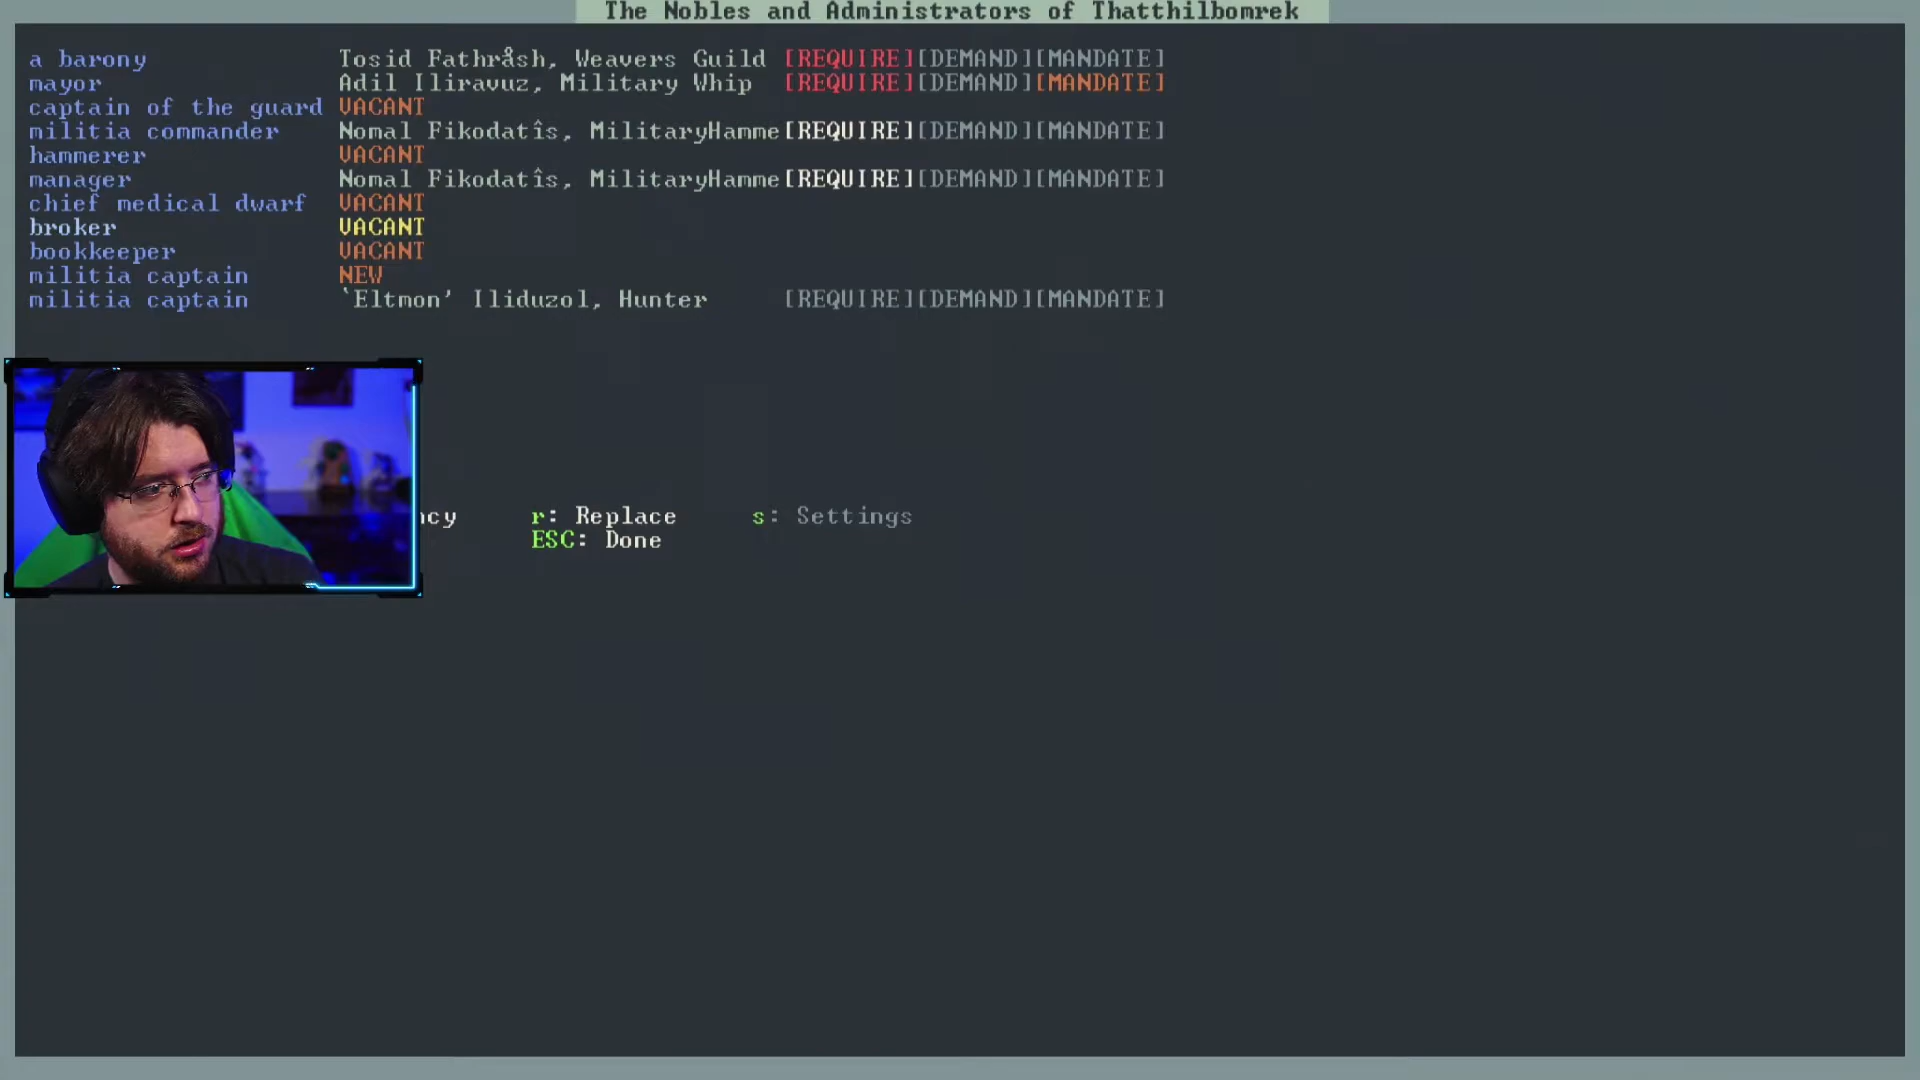 The Nobles and Administrators of Thatthilbomrek
a barony Tosid Fathråsh, Weavers Guild [REQUIRE][DEMAND][MANDATE]
mayor Adil Iliravuz, Military Whip [REQUIRE][DEMAND][MANDATE]
captain of the guard VACANT
militia commander Nomal Fikodatîs, MilitaryHamme[REQUIRE][DEMAND][MANDATE]
hammerer VACANT
manager Nomal Fikodatîs, MilitaryHamme[REQUIRE][DEMAND][MANDATE]
chief medical dwarf VACANT
broker VACANT
bookkeeper VACANT
militia captain NEW
militia captain `Eltmon' Iliduzol, Hunter [REQUIRE][DEMAND][MANDATE]
ncy r: Replace s: Settings
ESC: Done